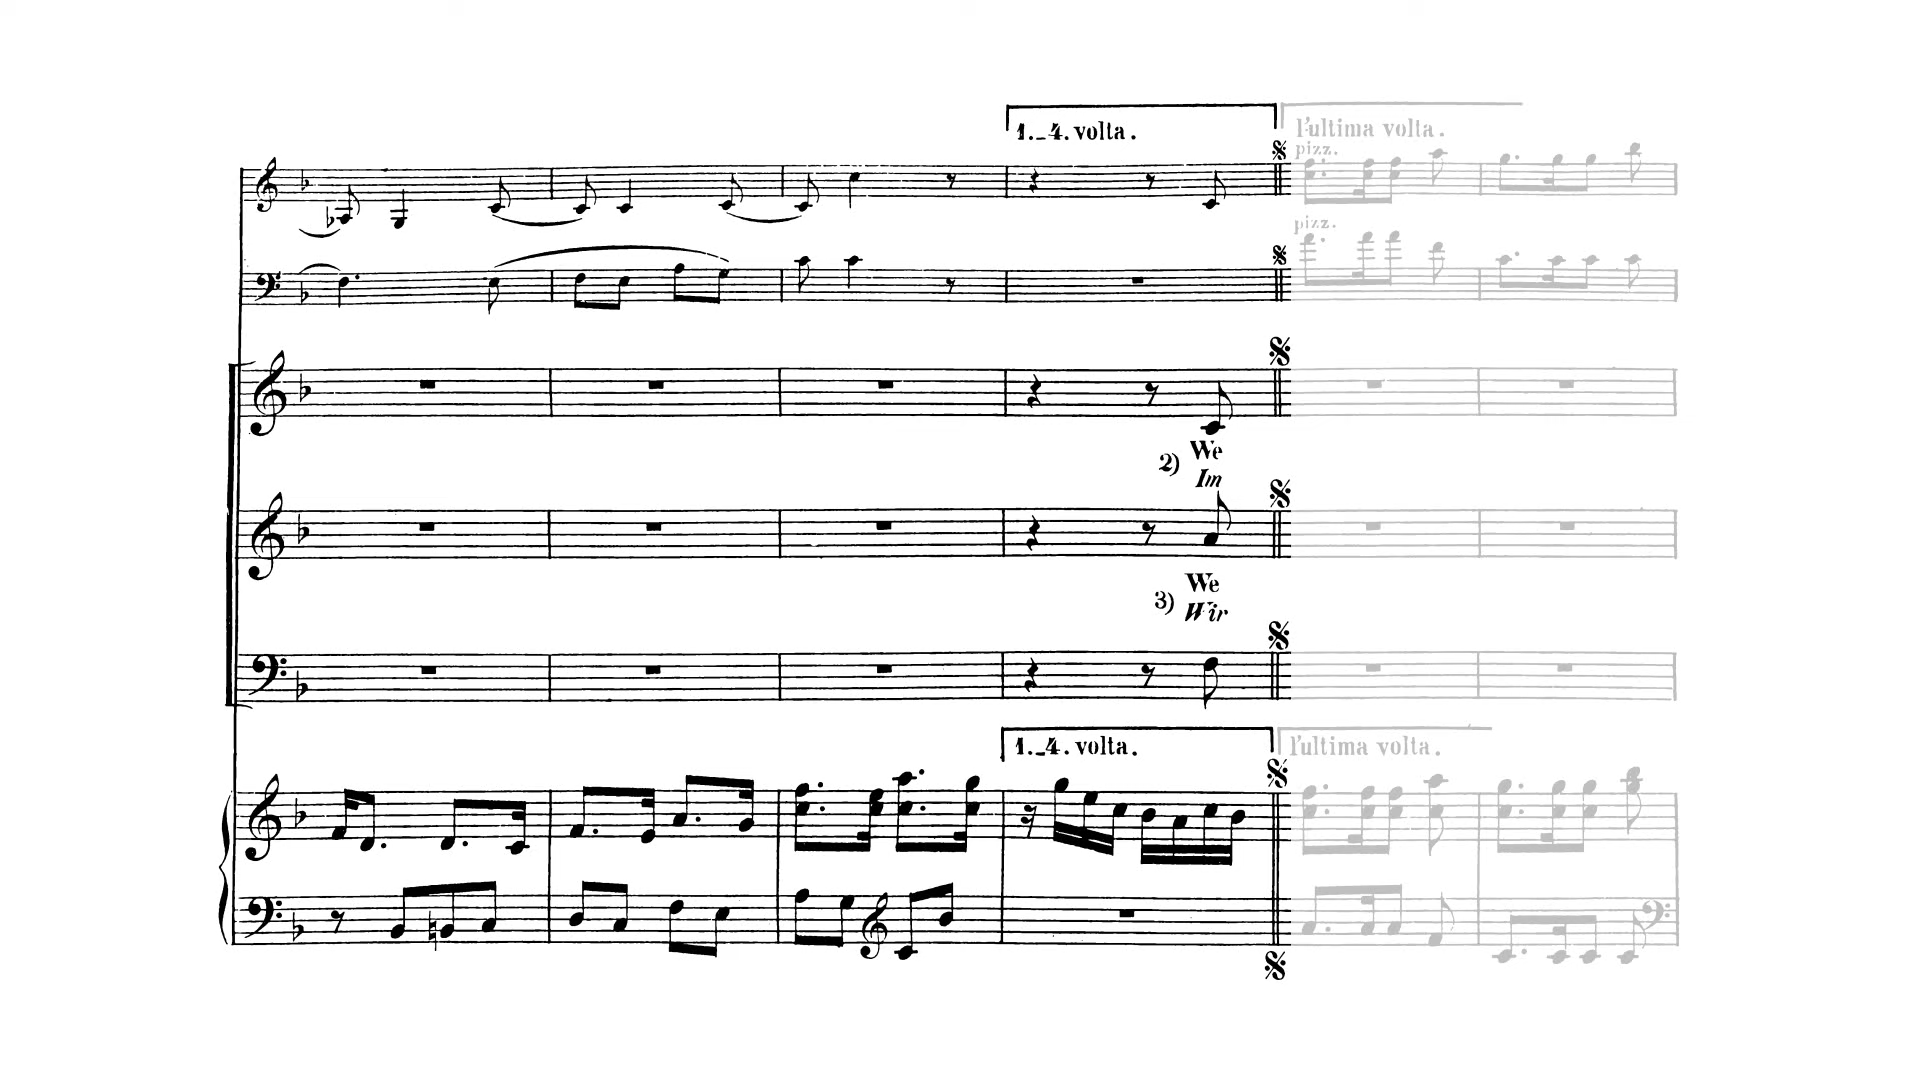 1._4. volta.
l'ultima volta.
pizz.
pizz.
We
2)
Im
We
3)
Wir
1._4. volta.
l'ultima volta.